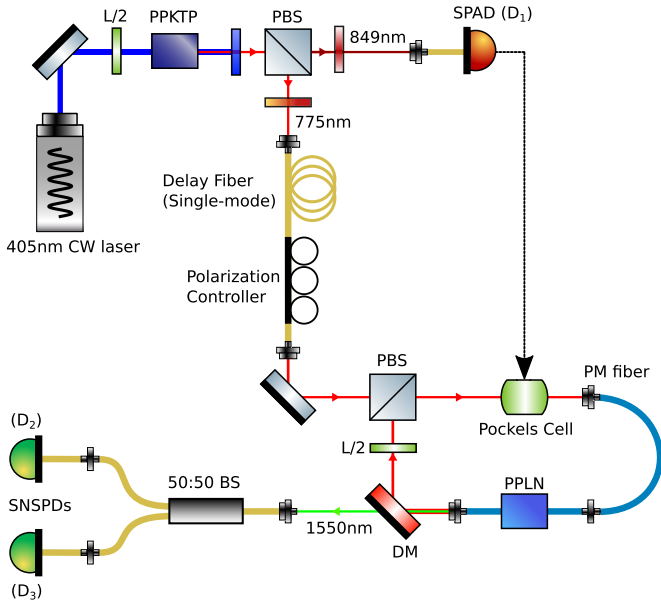 L/2
PPKTP
PBS
849nm
SPAD (D₁)
775nm
Delay Fiber
(Single-mode)
405nm CW laser
Polarization
Controller
PBS
PM fiber
Pockels Cell
L/2
(D₂)
50:50 BS
PPLN
SNSPDs
1550nm
DM
(D₃)